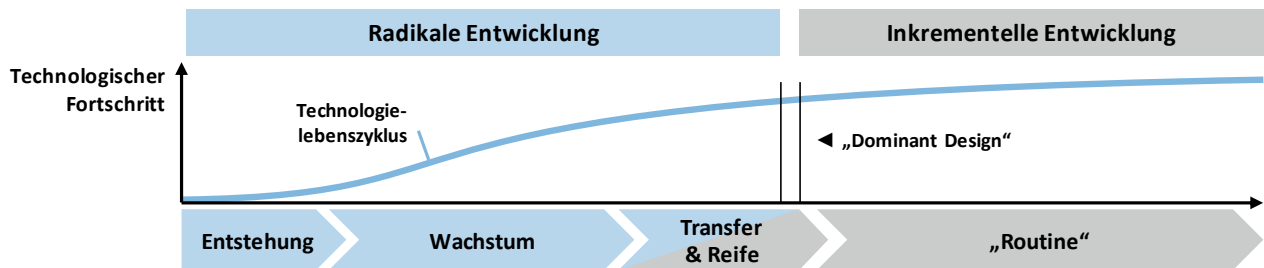 Radikale Entwicklung
Inkrementelle Entwicklung
Technologischer
Fortschritt
Technologie-
lebenszyklus
„Dominant Design“
Entstehung
Wachstum
Transfer
& Reife
„Routine“